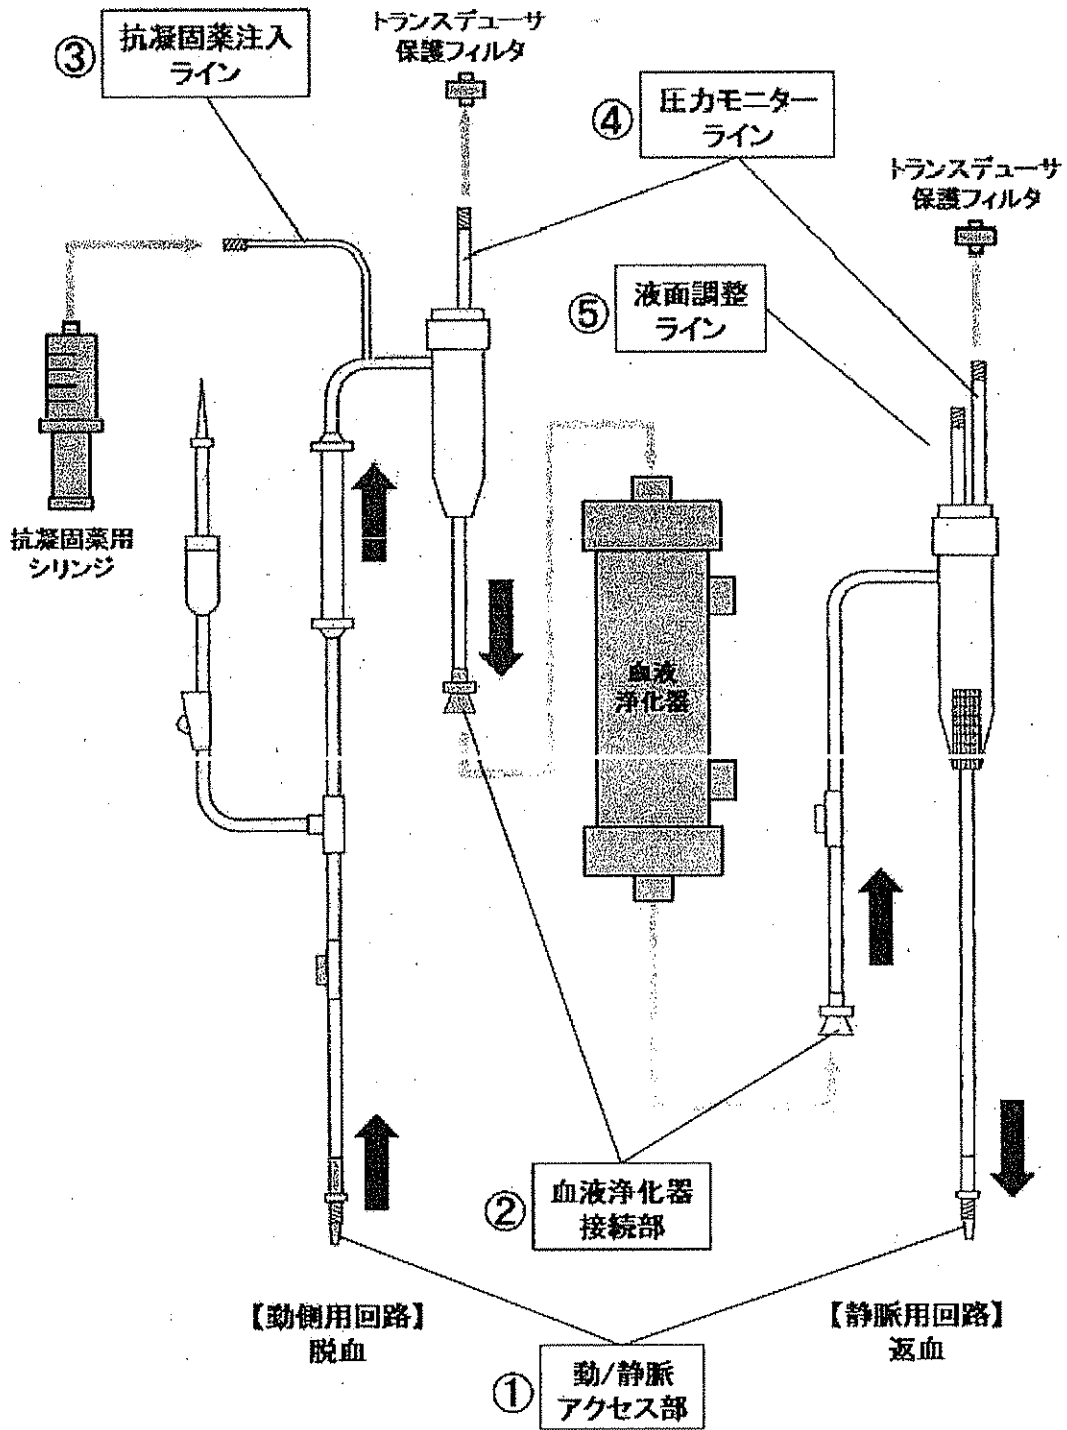 ③
抗凝固薬注入
ライン
トランスデューサ
保護フィルタ
④
圧力モニター
ライン
トランスデューサ
保護フィルタ
⑤
液面調整
ライン
抗凝固薬用
シリンジ
血液
浄化器
②
血液浄化器
接続部
【動側用回路】
脱血
【静脈用回路】
返血
①
動/静脈
アクセス部